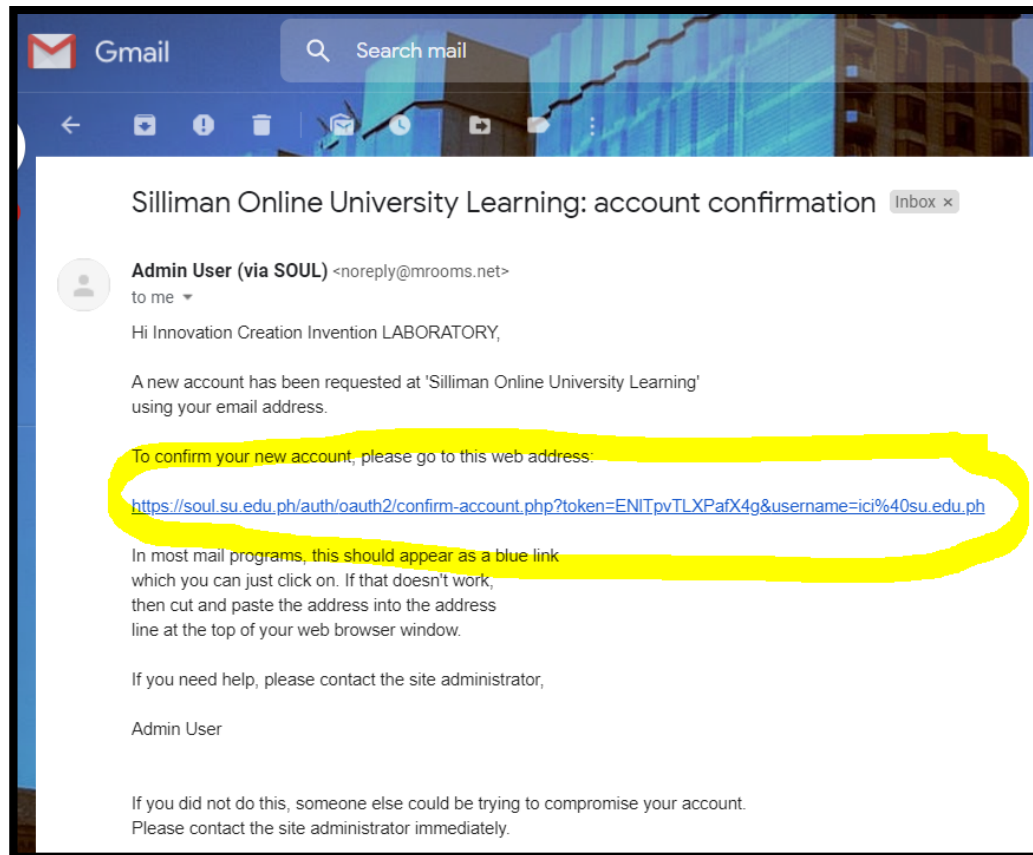 Gmail
Search mail
Silliman Online University Learning: account confirmation Inbox ×
Admin User (via SOUL) <noreply@mrooms.net>
to me
Hi Innovation Creation Invention LABORATORY,
A new account has been requested at 'Silliman Online University Learning'
using your email address.
To confirm your new account, please go to this web address:
https://soul.su.edu.ph/auth/oauth2/confirm-account.php?token=ENITpvTLXPafX4g&username=ici%40su.edu.ph
In most mail programs, this should appear as a blue link
which you can just click on. If that doesn't work,
then cut and paste the address into the address
line at the top of your web browser window.
If you need help, please contact the site administrator,
Admin User
If you did not do this, someone else could be trying to compromise your account.
Please contact the site administrator immediately.